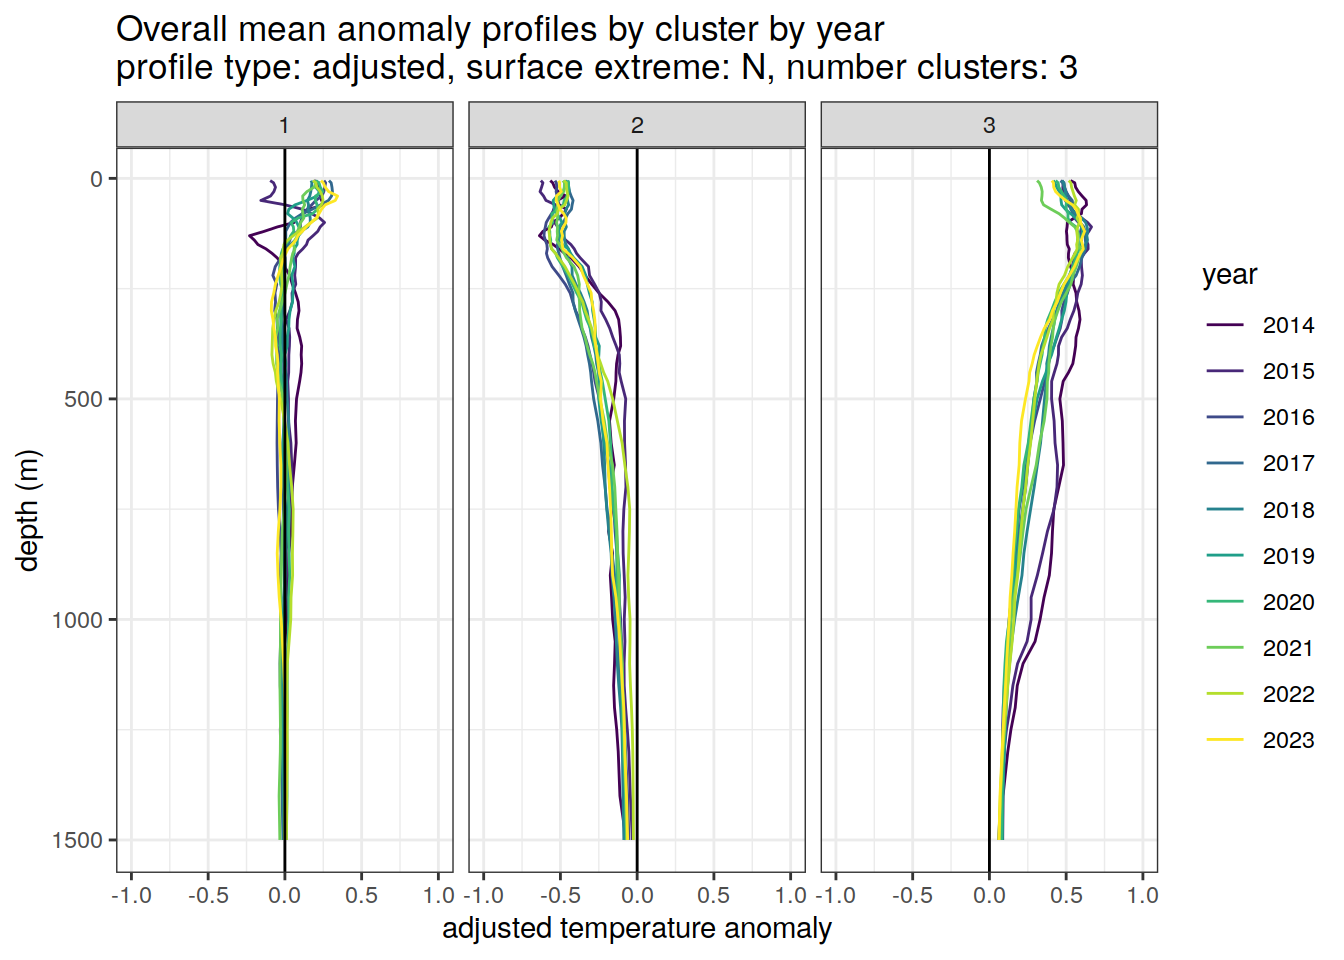 Overall mean anomaly profiles by cluster by year
profile type: adjusted, surface extreme: N, number clusters: 3
1
2
3
0
500
1000
1500
depth (m)
-1.0 -0.5 0.0 0.5 1.0
-1.0 -0.5 0.0 0.5 1.0
-1.0 -0.5 0.0 0.5 1.0
adjusted temperature anomaly
year
2014
2015
2016
2017
2018
2019
2020
2021
2022
2023